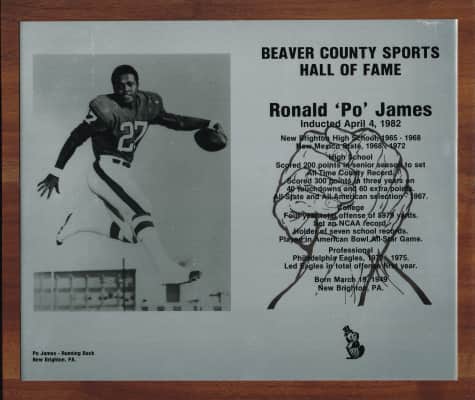 BEAVER COUNTY SPORTS
HALL OF FAME
Ronald 'Po' James
Inducted April 4, 1982
New Brighton High School, 1965 - 1968
New Mexico State, 1968 - 1972
High School
Scored 200 points in senior season to set
All Time County Record.
Scored 300 points in three years on
40 touchdowns and 60 extra points.
All-State and All American selection - 1967.
College
Four year total offense of yards.
Set an NCAA record.
Holder of seven school records.
Played in American Bowl All-Star Game.
Professional
Philadelphia Eagles, 1972 - 1975.
Led Eagles in total offense first year.
Born March 19, 1949
New Brighton, PA.
27
Po James - Running Back
New Brighton, PA.